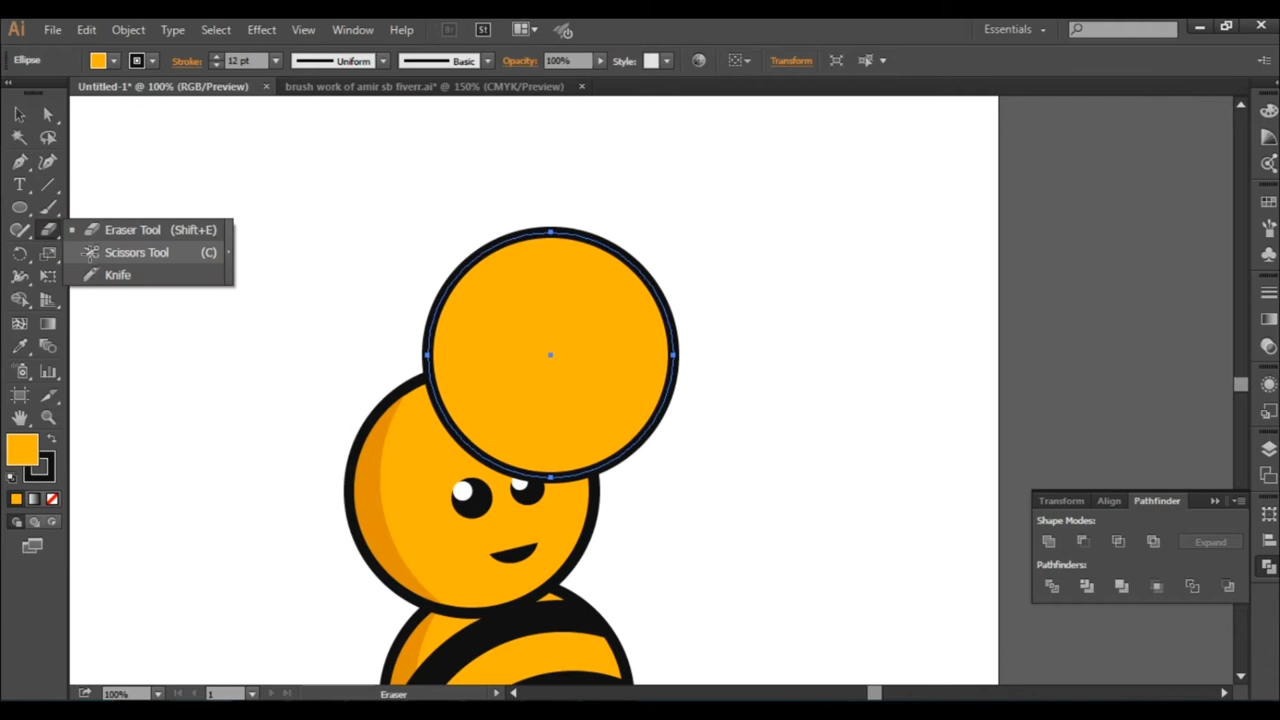 Ai File Edit Object Type Select Effect View Window Help Br St Essentials
Ellipse Stroke: 12 pt Uniform Basic Opacity: 100% Style: Transform
Untitled-1* @ 100% (RGB/Preview) × brush work of amir sb fiverr.ai* @ 150% (CMYK/Preview) ×
T
Eraser Tool (Shift+E)
Scissors Tool (C)
Knife
Transform Align Pathfinder
Shape Modes:
Expand
Pathfinders:
100% 1 Eraser